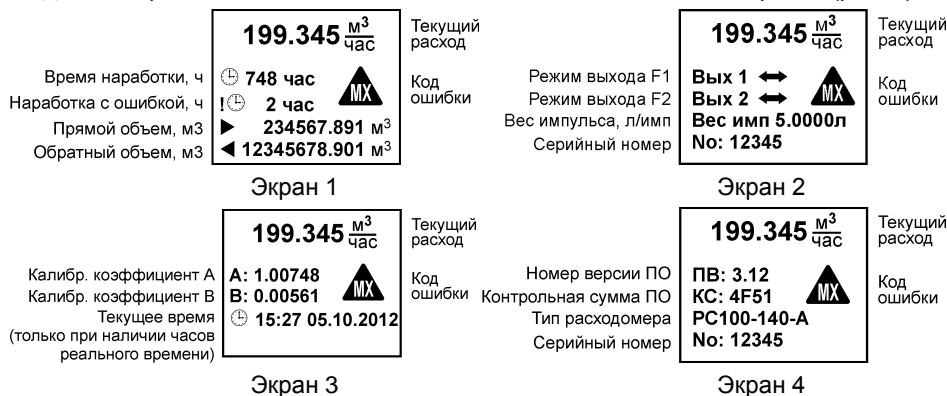 199.345 м³/час
Текущий
расход
Время наработки, ч
748 час
MX
Код
ошибки
Наработка с ошибкой, ч
! 2 час
Прямой объем, м3
▶ 234567.891 м³
Обратный объем, м3
◀ 12345678.901 м³
Экран 1
199.345 м³/час
Текущий
расход
Режим выхода F1
Вых 1 ⬌
MX
Код
ошибки
Режим выхода F2
Вых 2 ⬌
Вес импульса, л/имп
Вес имп 5.0000л
Серийный номер
No: 12345
Экран 2
199.345 м³/час
Текущий
расход
Калибр. коэффициент А
A: 1.00748
MX
Код
ошибки
Калибр. коэффициент В
B: 0.00561
Текущее время
(только при наличии часов
реального времени)
15:27 05.10.2012
Экран 3
199.345 м³/час
Текущий
расход
Номер версии ПО
ПВ: 3.12
MX
Код
ошибки
Контрольная сумма ПО
КС: 4F51
Тип расходомера
РС100-140-А
Серийный номер
No: 12345
Экран 4